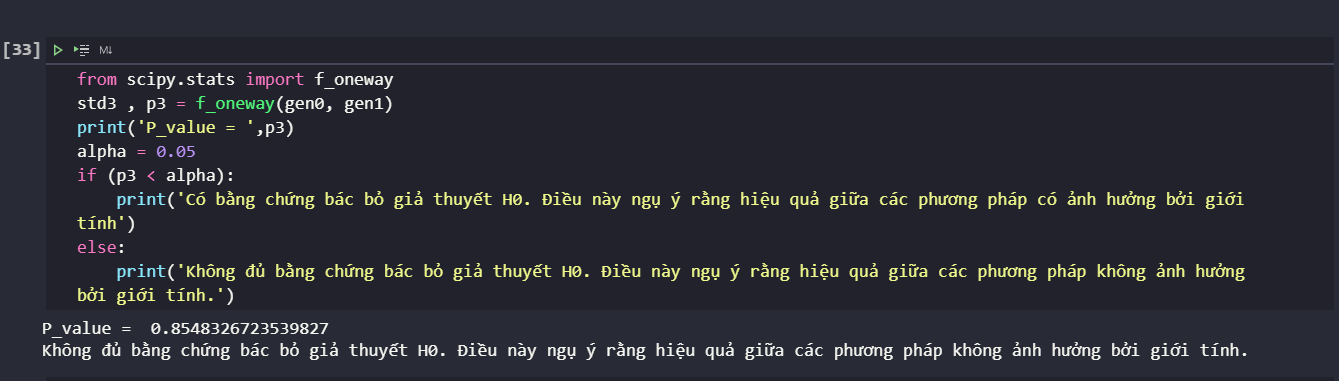 [33]
M↓
from scipy.stats import f_oneway
std3 , p3 = f_oneway(gen0, gen1)
print('P_value = ',p3)
alpha = 0.05
if (p3 < alpha):
    print('Có bằng chứng bác bỏ giả thuyết H0. Điều này ngụ ý rằng hiệu quả giữa các phương pháp có ảnh hưởng bởi giới
tính')
else:
    print('Không đủ bằng chứng bác bỏ giả thuyết H0. Điều này ngụ ý rằng hiệu quả giữa các phương pháp không ảnh hưởng
bởi giới tính.')
P_value =  0.8548326723539827
Không đủ bằng chứng bác bỏ giả thuyết H0. Điều này ngụ ý rằng hiệu quả giữa các phương pháp không ảnh hưởng bởi giới tính.